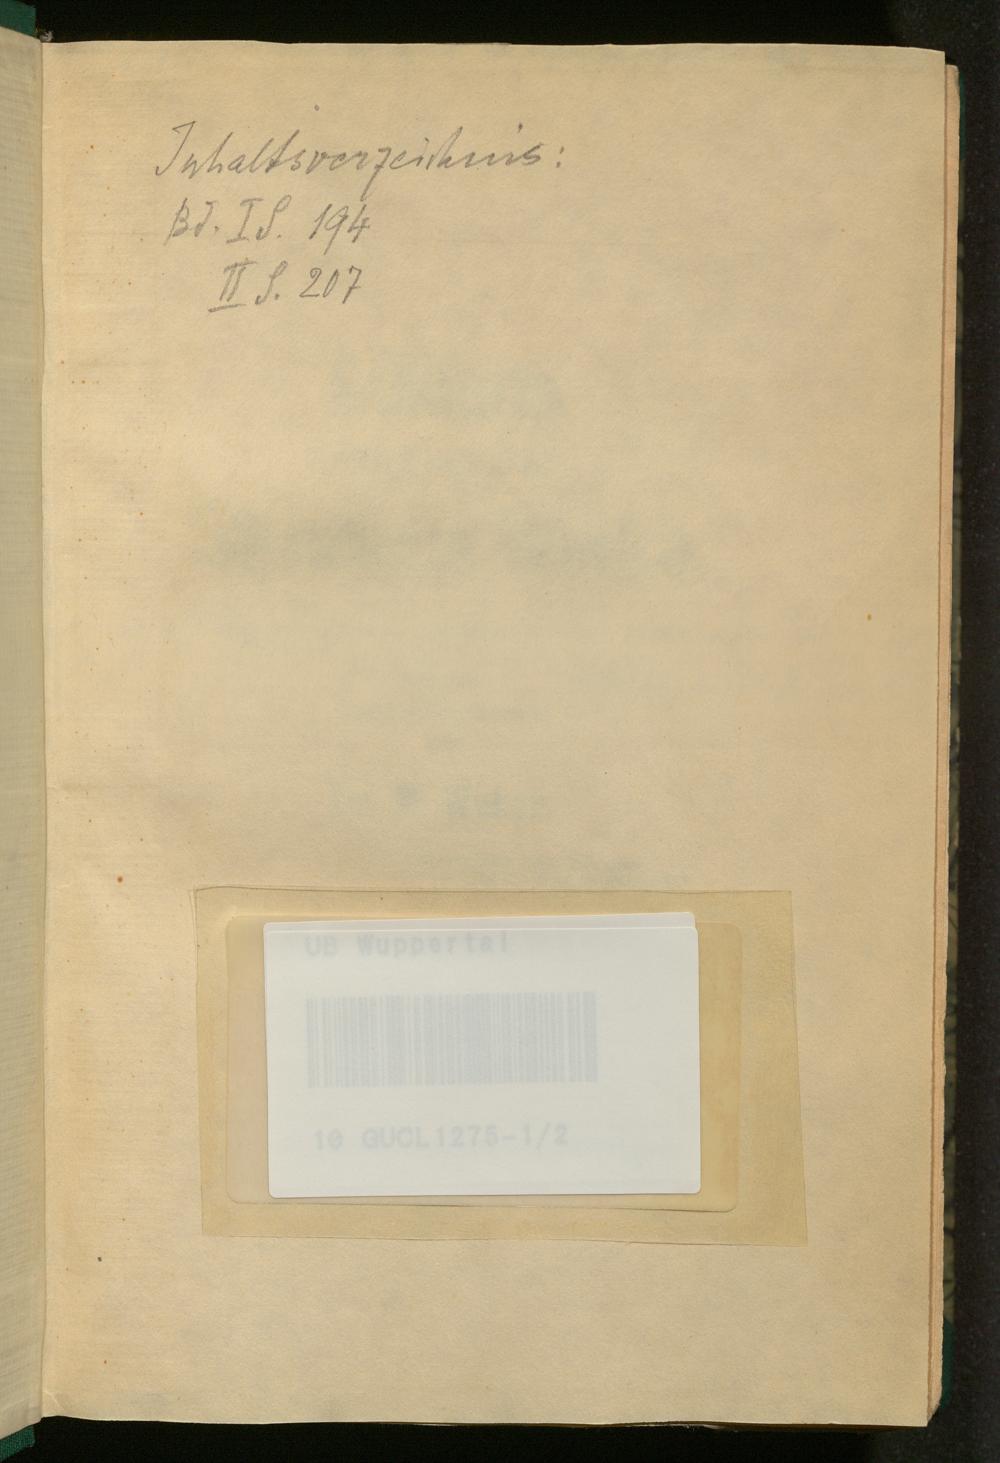 Inhaltsverzeichnis:
Bd. I S. 194
II S. 207
UB Wuppertal
10 GUCL1275-1/2